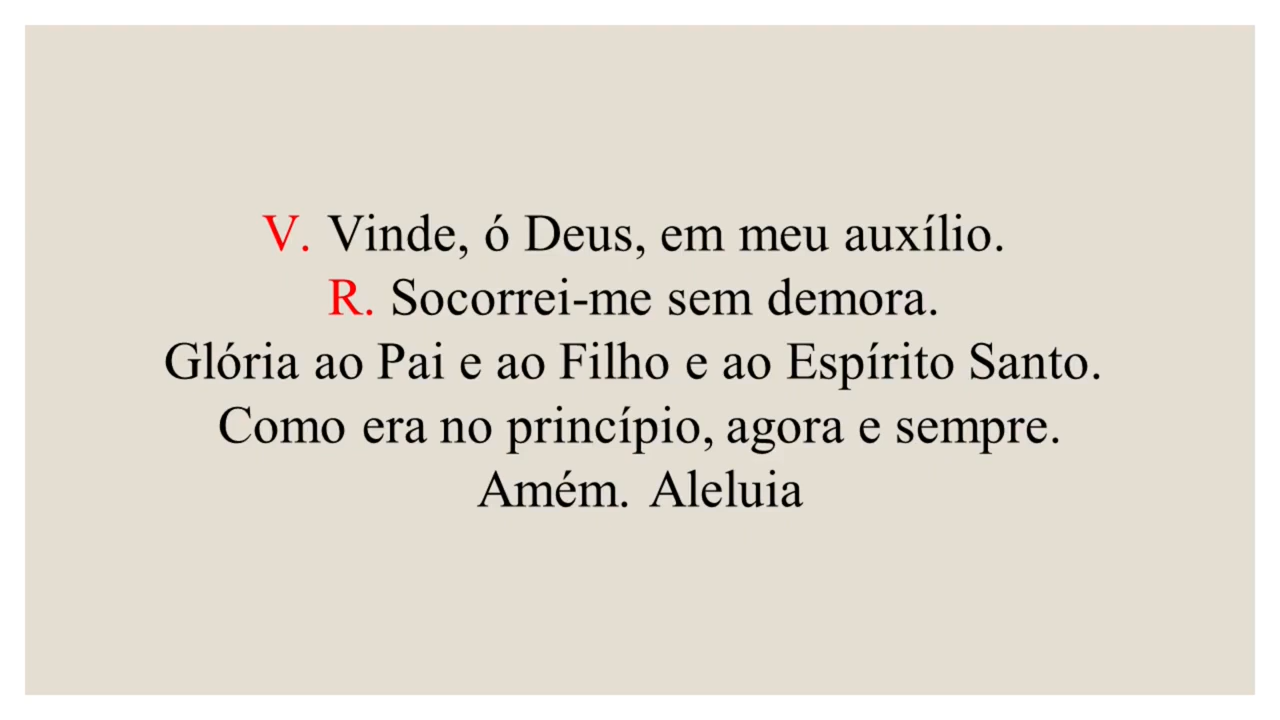 V. Vinde, ó Deus, em meu auxílio.
R. Socorrei-me sem demora.
Glória ao Pai e ao Filho e ao Espírito Santo.
Como era no princípio, agora e sempre.
Amém. Aleluia